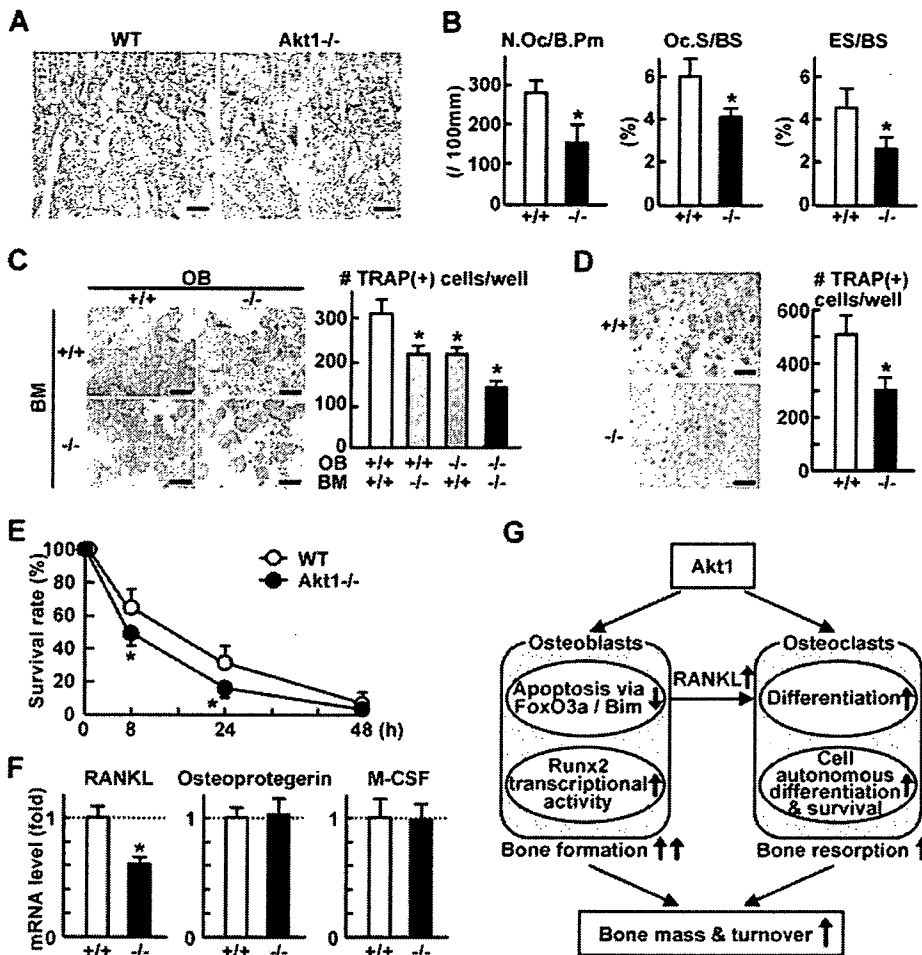 A
WT
Akt1-/-
B
N.Oc/B.Pm
Oc.S/BS
ES/BS
(/ 100mm)
300
200
100
0
*
+/+
-/-
(%)
6
4
2
0
*
+/+
-/-
(%)
6
4
2
0
*
+/+
-/-
C
OB
+/+
-/-
BM
+/+
-/-
# TRAP(+) cells/well
300
200
100
0
*
*
*
OB +/+ +/+ -/- -/-
BM +/+ -/- +/+ -/-
D
+/+
-/-
# TRAP(+)
cells/well
600
400
200
0
*
+/+
-/-
E
Survival rate (%)
100
80
60
40
20
0
WT
Akt1-/-
*
*
0 8 24 48 (h)
F
mRNA level (fold)
RANKL
Osteoprotegerin
M-CSF
1
1
1
*
+/+ -/-
+/+ -/-
+/+ -/-
G
Akt1
Osteoblasts
Osteoclasts
Apoptosis via ↓
FoxO3a / Bim
RANKL↑
Differentiation↑
Runx2
transcriptional ↑
activity
Cell
autonomous
differentiation ↑
& survival
Bone formation ↑↑
Bone resorption ↑
Bone mass & turnover ↑